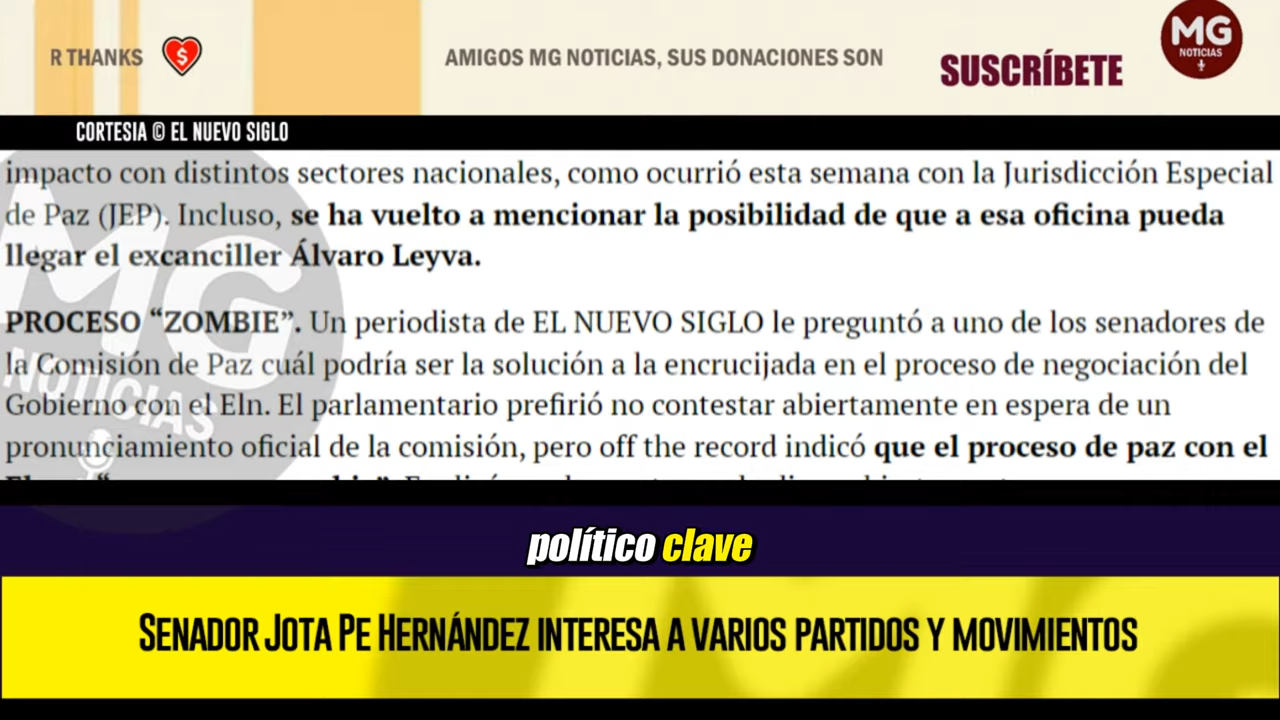 R THANKS
AMIGOS MG NOTICIAS, SUS DONACIONES SON
SUSCRÍBETE
MG
NOTICIAS
CORTESIA © EL NUEVO SIGLO
impacto con distintos sectores nacionales, como ocurrió esta semana con la Jurisdicción Especial
de Paz (JEP). Incluso, se ha vuelto a mencionar la posibilidad de que a esa oficina pueda
llegar el excanciller Álvaro Leyva.
PROCESO “ZOMBIE”. Un periodista de EL NUEVO SIGLO le preguntó a uno de los senadores de
la Comisión de Paz cuál podría ser la solución a la encrucijada en el proceso de negociación del
Gobierno con el Eln. El parlamentario prefirió no contestar abiertamente en espera de un
pronunciamiento oficial de la comisión, pero off the record indicó que el proceso de paz con el
MG
NOTICIAS
político clave
SENADOR JOTA PE HERNÁNDEZ INTERESA A VARIOS PARTIDOS Y MOVIMIENTOS